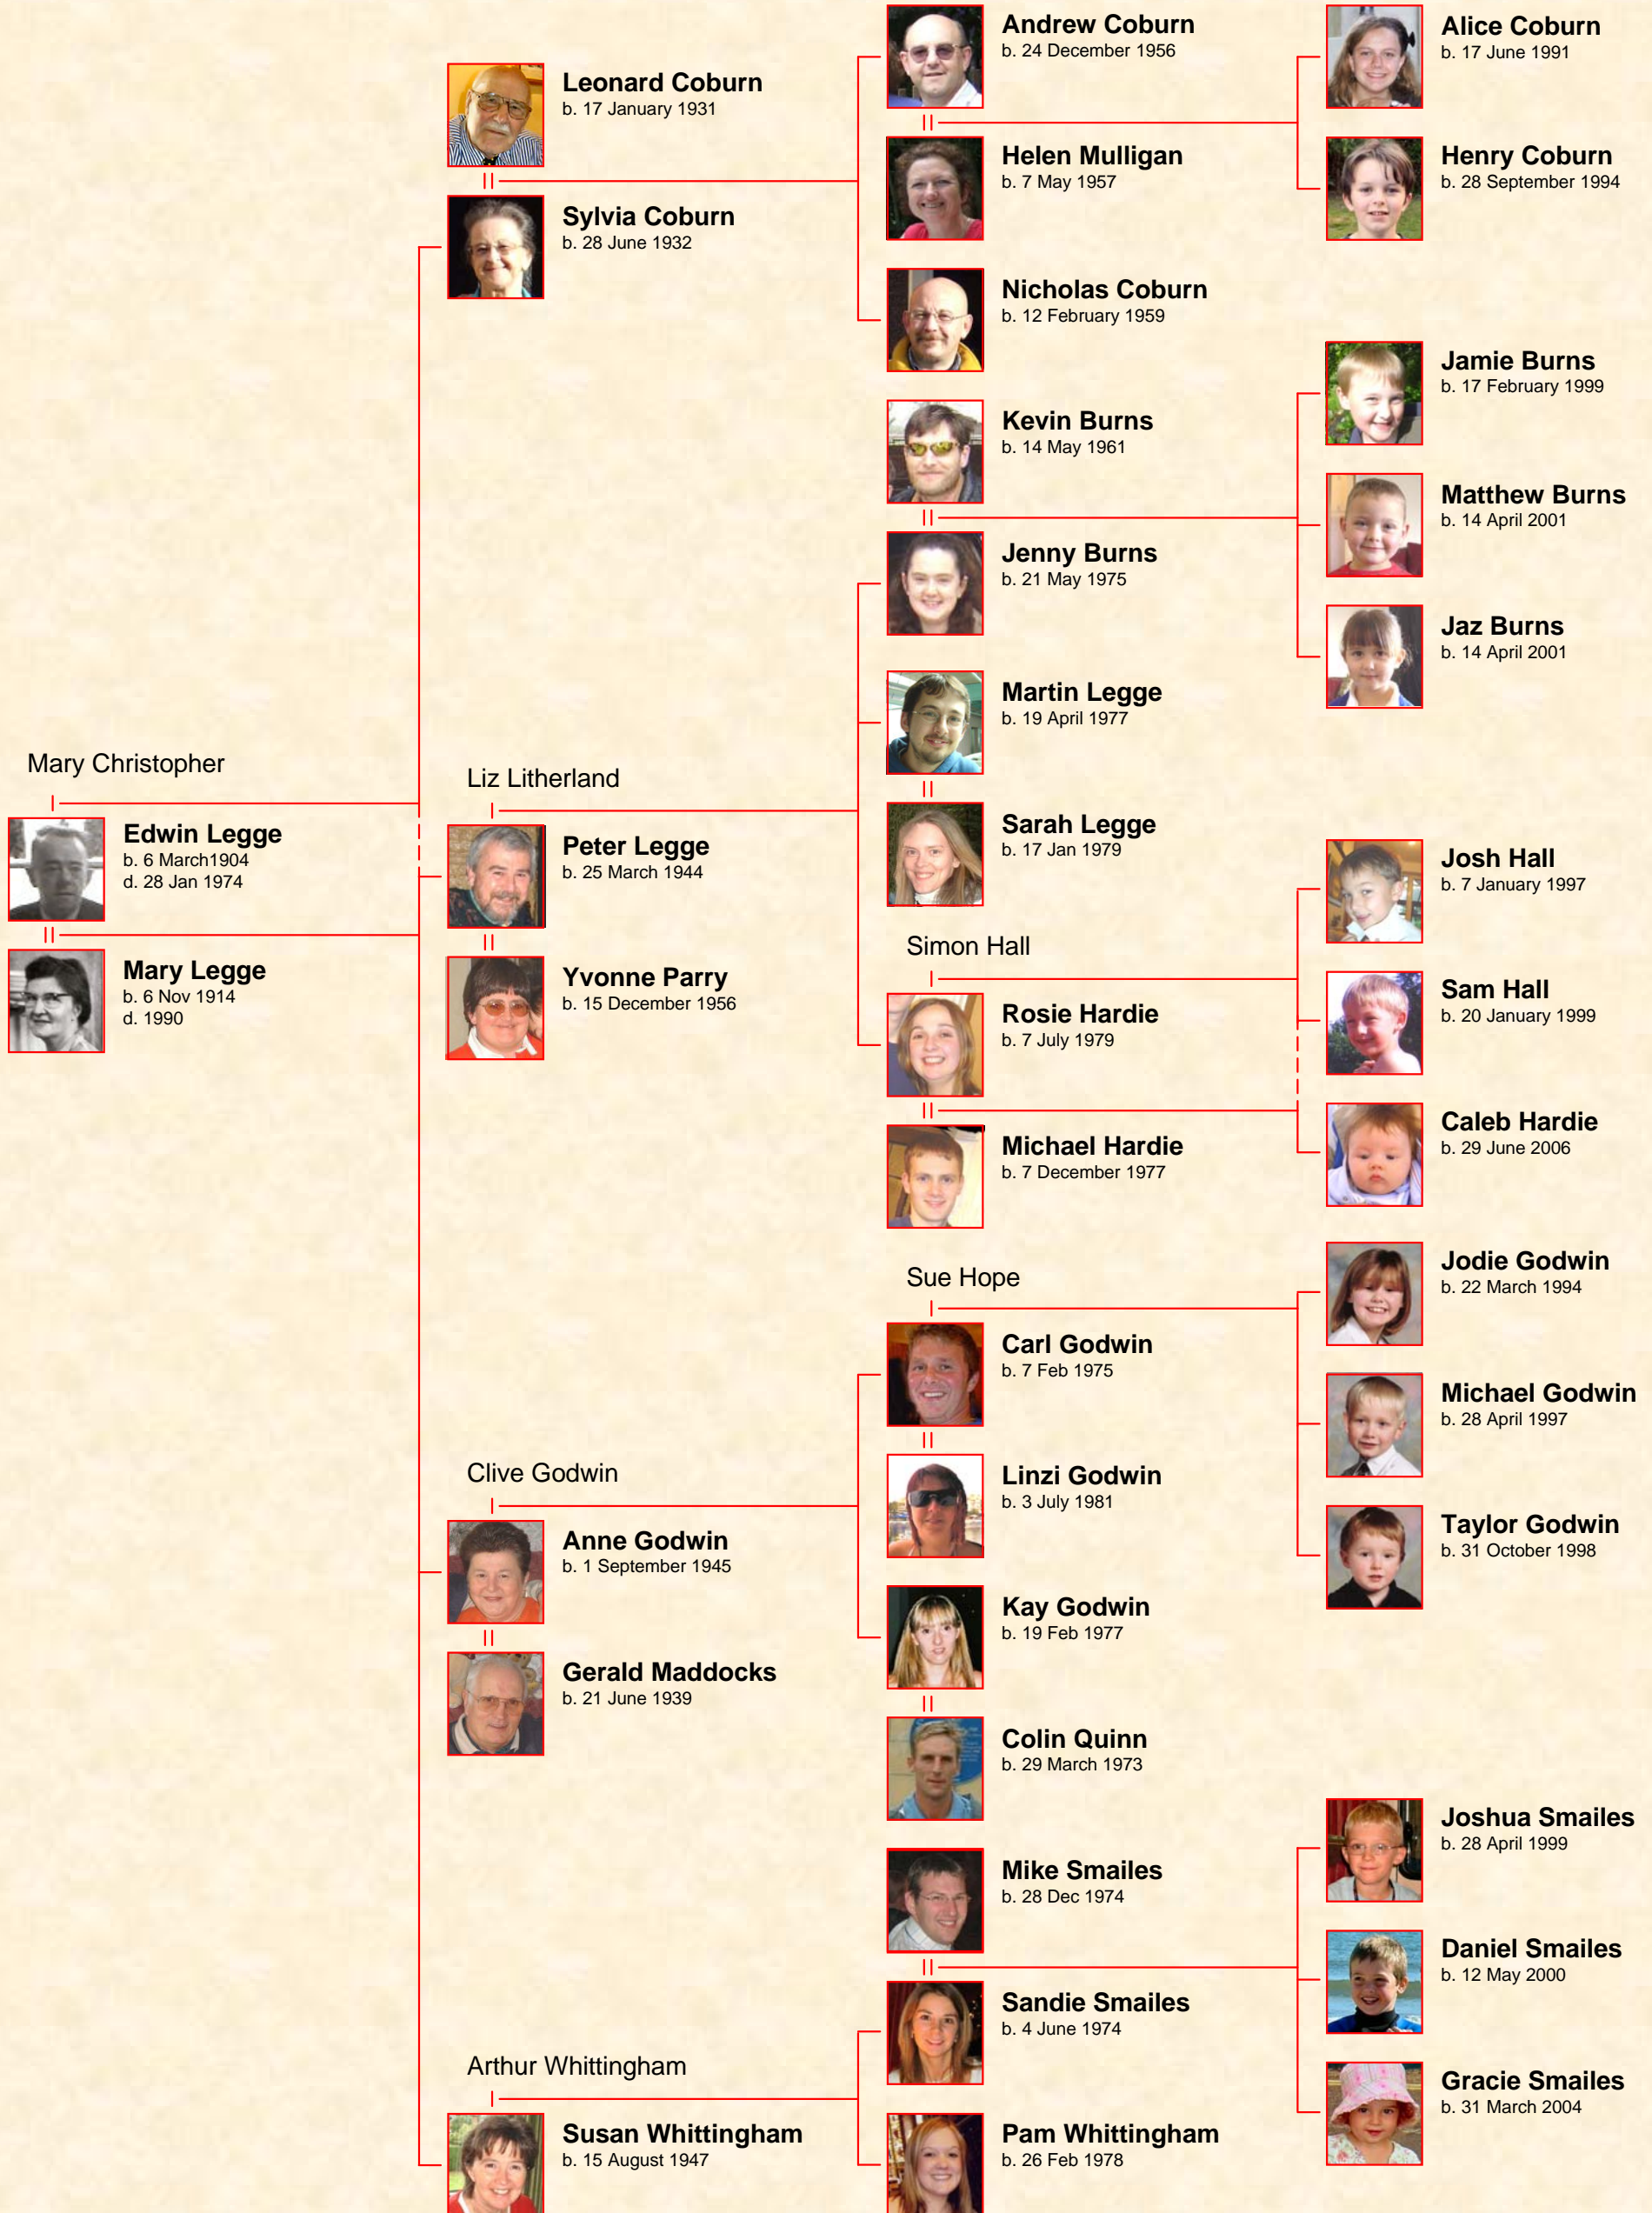 Mary Christopher
Edwin Legge
b. 6 March1904
d. 28 Jan 1974
Mary Legge
b. 6 Nov 1914
d. 1990
Leonard Coburn
b. 17 January 1931
Sylvia Coburn
b. 28 June 1932
Liz Litherland
Peter Legge
b. 25 March 1944
Yvonne Parry
b. 15 December 1956
Clive Godwin
Anne Godwin
b. 1 September 1945
Gerald Maddocks
b. 21 June 1939
Arthur Whittingham
Susan Whittingham
b. 15 August 1947
Andrew Coburn
b. 24 December 1956
Helen Mulligan
b. 7 May 1957
Nicholas Coburn
b. 12 February 1959
Kevin Burns
b. 14 May 1961
Jenny Burns
b. 21 May 1975
Martin Legge
b. 19 April 1977
Sarah Legge
b. 17 Jan 1979
Simon Hall
Rosie Hardie
b. 7 July 1979
Michael Hardie
b. 7 December 1977
Sue Hope
Carl Godwin
b. 7 Feb 1975
Linzi Godwin
b. 3 July 1981
Kay Godwin
b. 19 Feb 1977
Colin Quinn
b. 29 March 1973
Mike Smailes
b. 28 Dec 1974
Sandie Smailes
b. 4 June 1974
Pam Whittingham
b. 26 Feb 1978
Alice Coburn
b. 17 June 1991
Henry Coburn
b. 28 September 1994
Jamie Burns
b. 17 February 1999
Matthew Burns
b. 14 April 2001
Jaz Burns
b. 14 April 2001
Josh Hall
b. 7 January 1997
Sam Hall
b. 20 January 1999
Caleb Hardie
b. 29 June 2006
Jodie Godwin
b. 22 March 1994
Michael Godwin
b. 28 April 1997
Taylor Godwin
b. 31 October 1998
Joshua Smailes
b. 28 April 1999
Daniel Smailes
b. 12 May 2000
Gracie Smailes
b. 31 March 2004